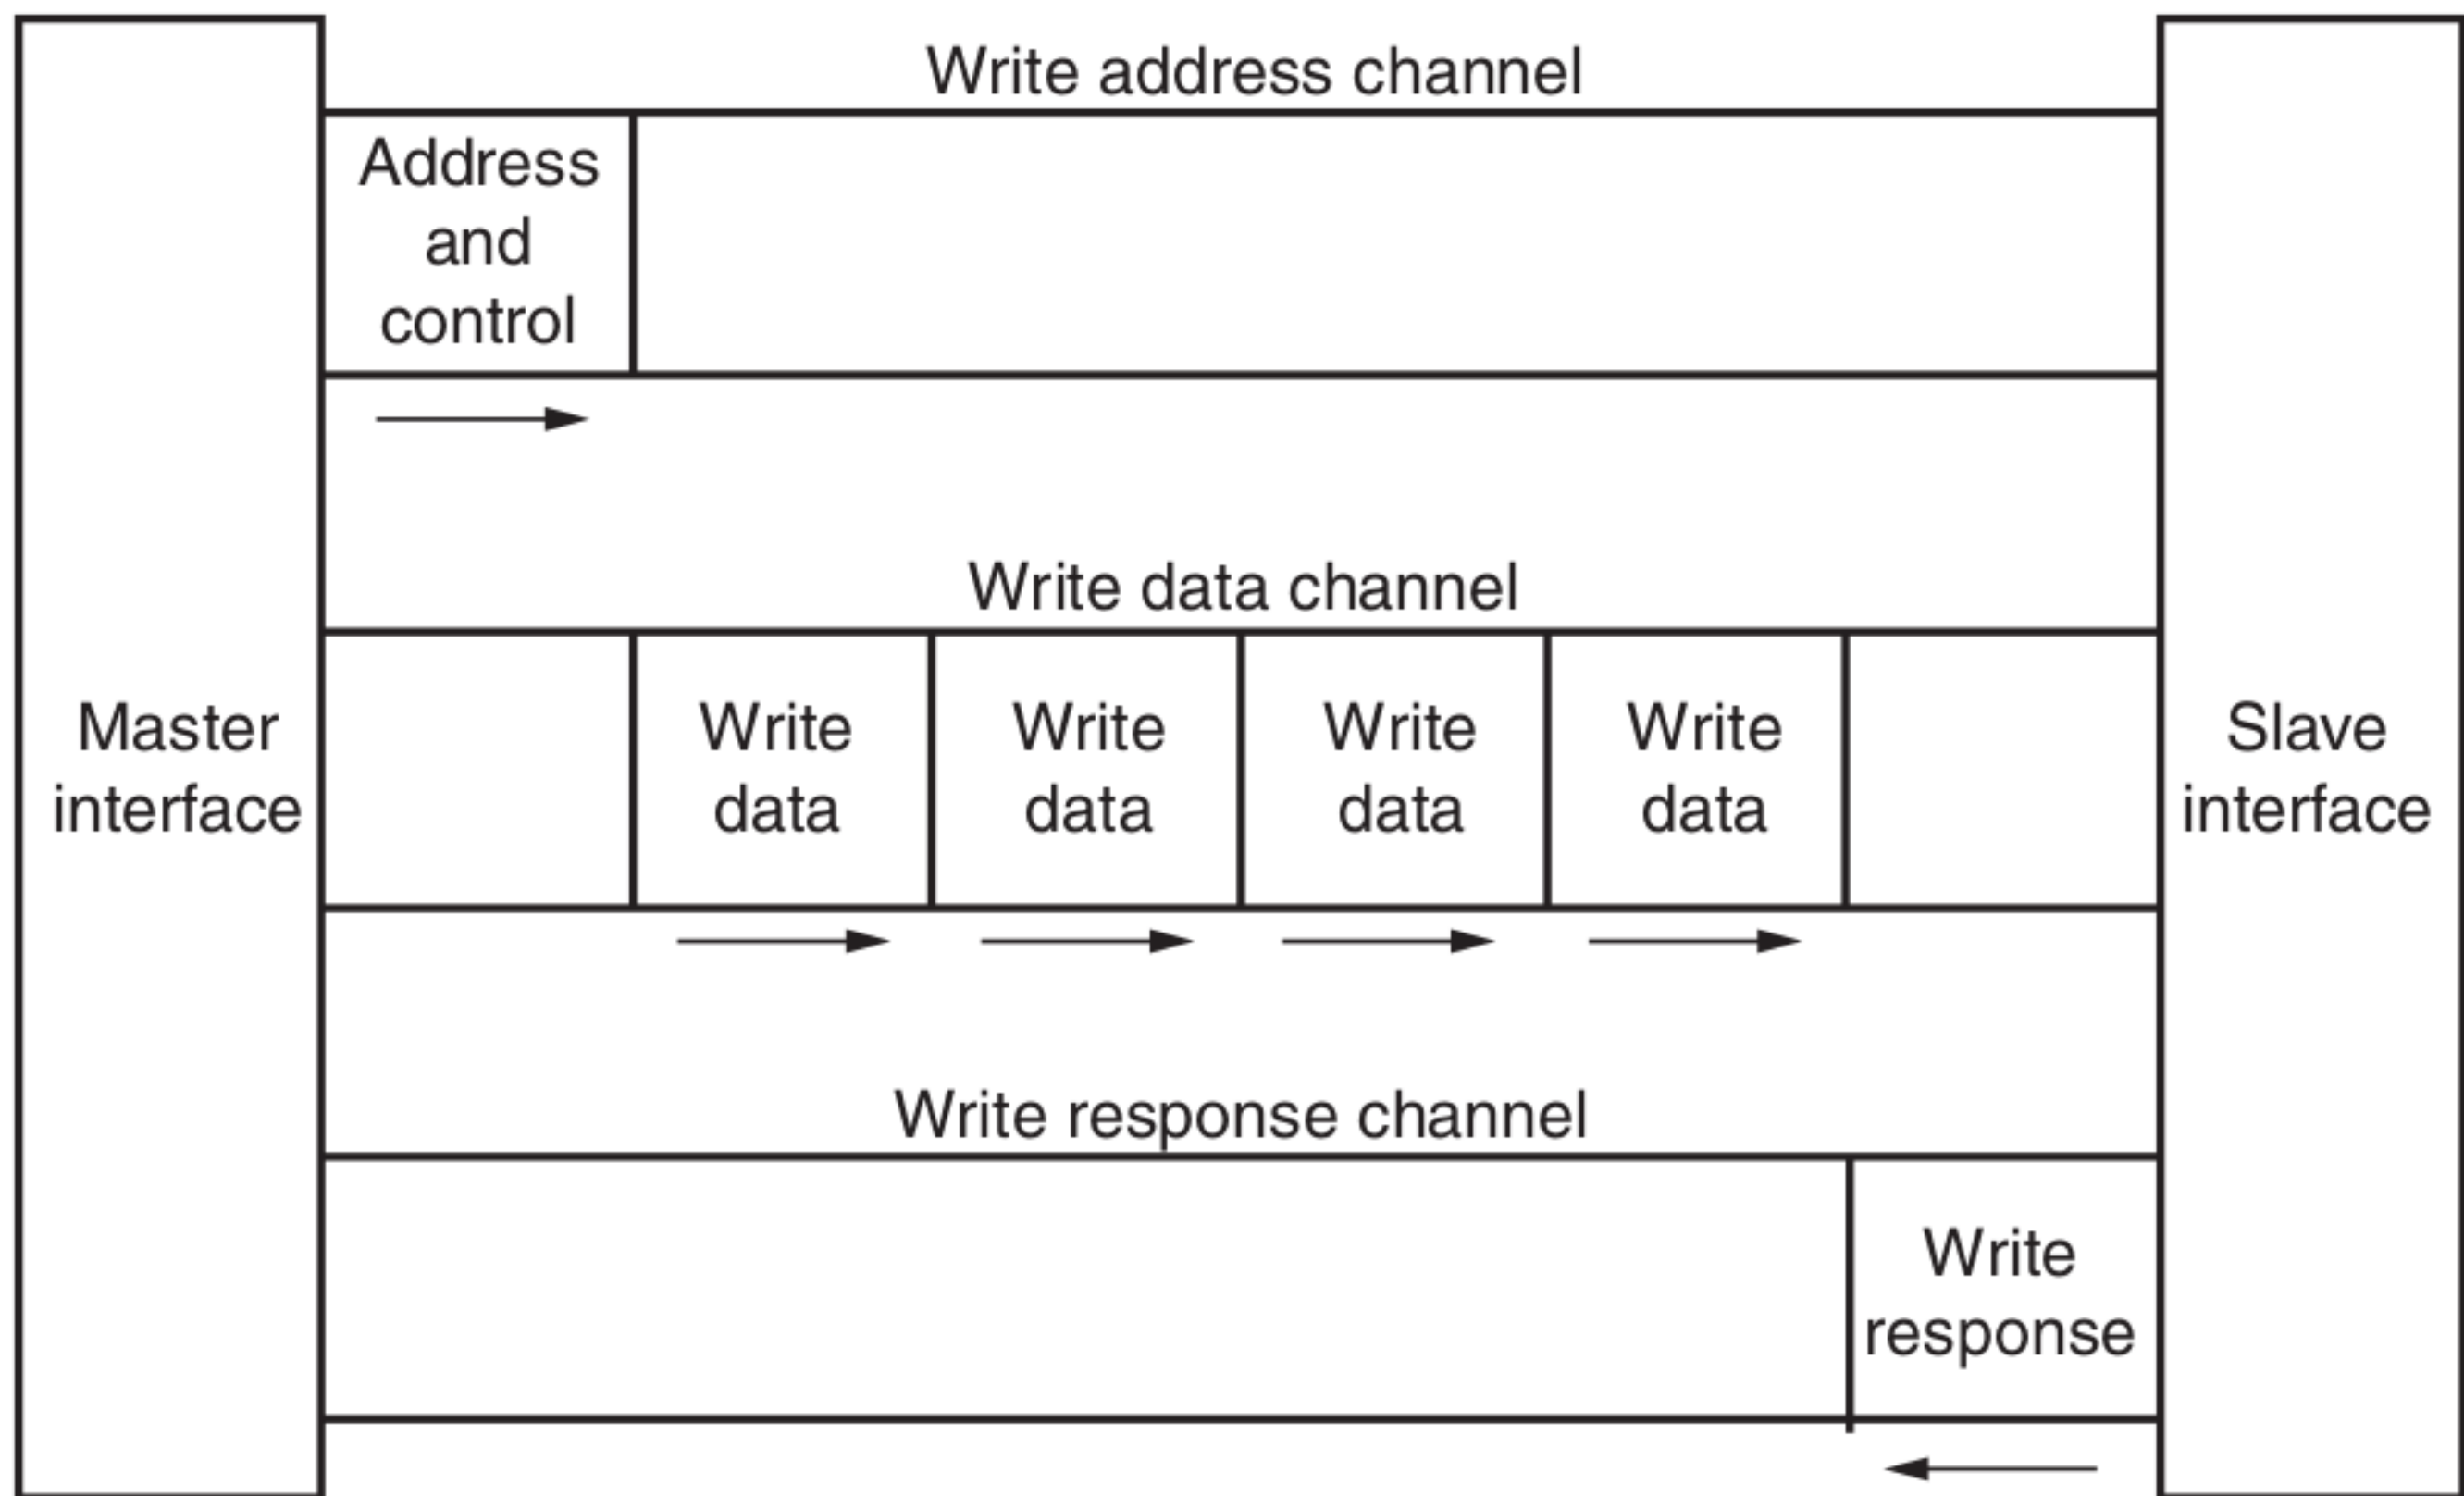 Write address channel
Address
and
control
Write data channel
Master
interface
Write
data
Write
data
Write
data
Write
data
Slave
interface
Write response channel
Write
response